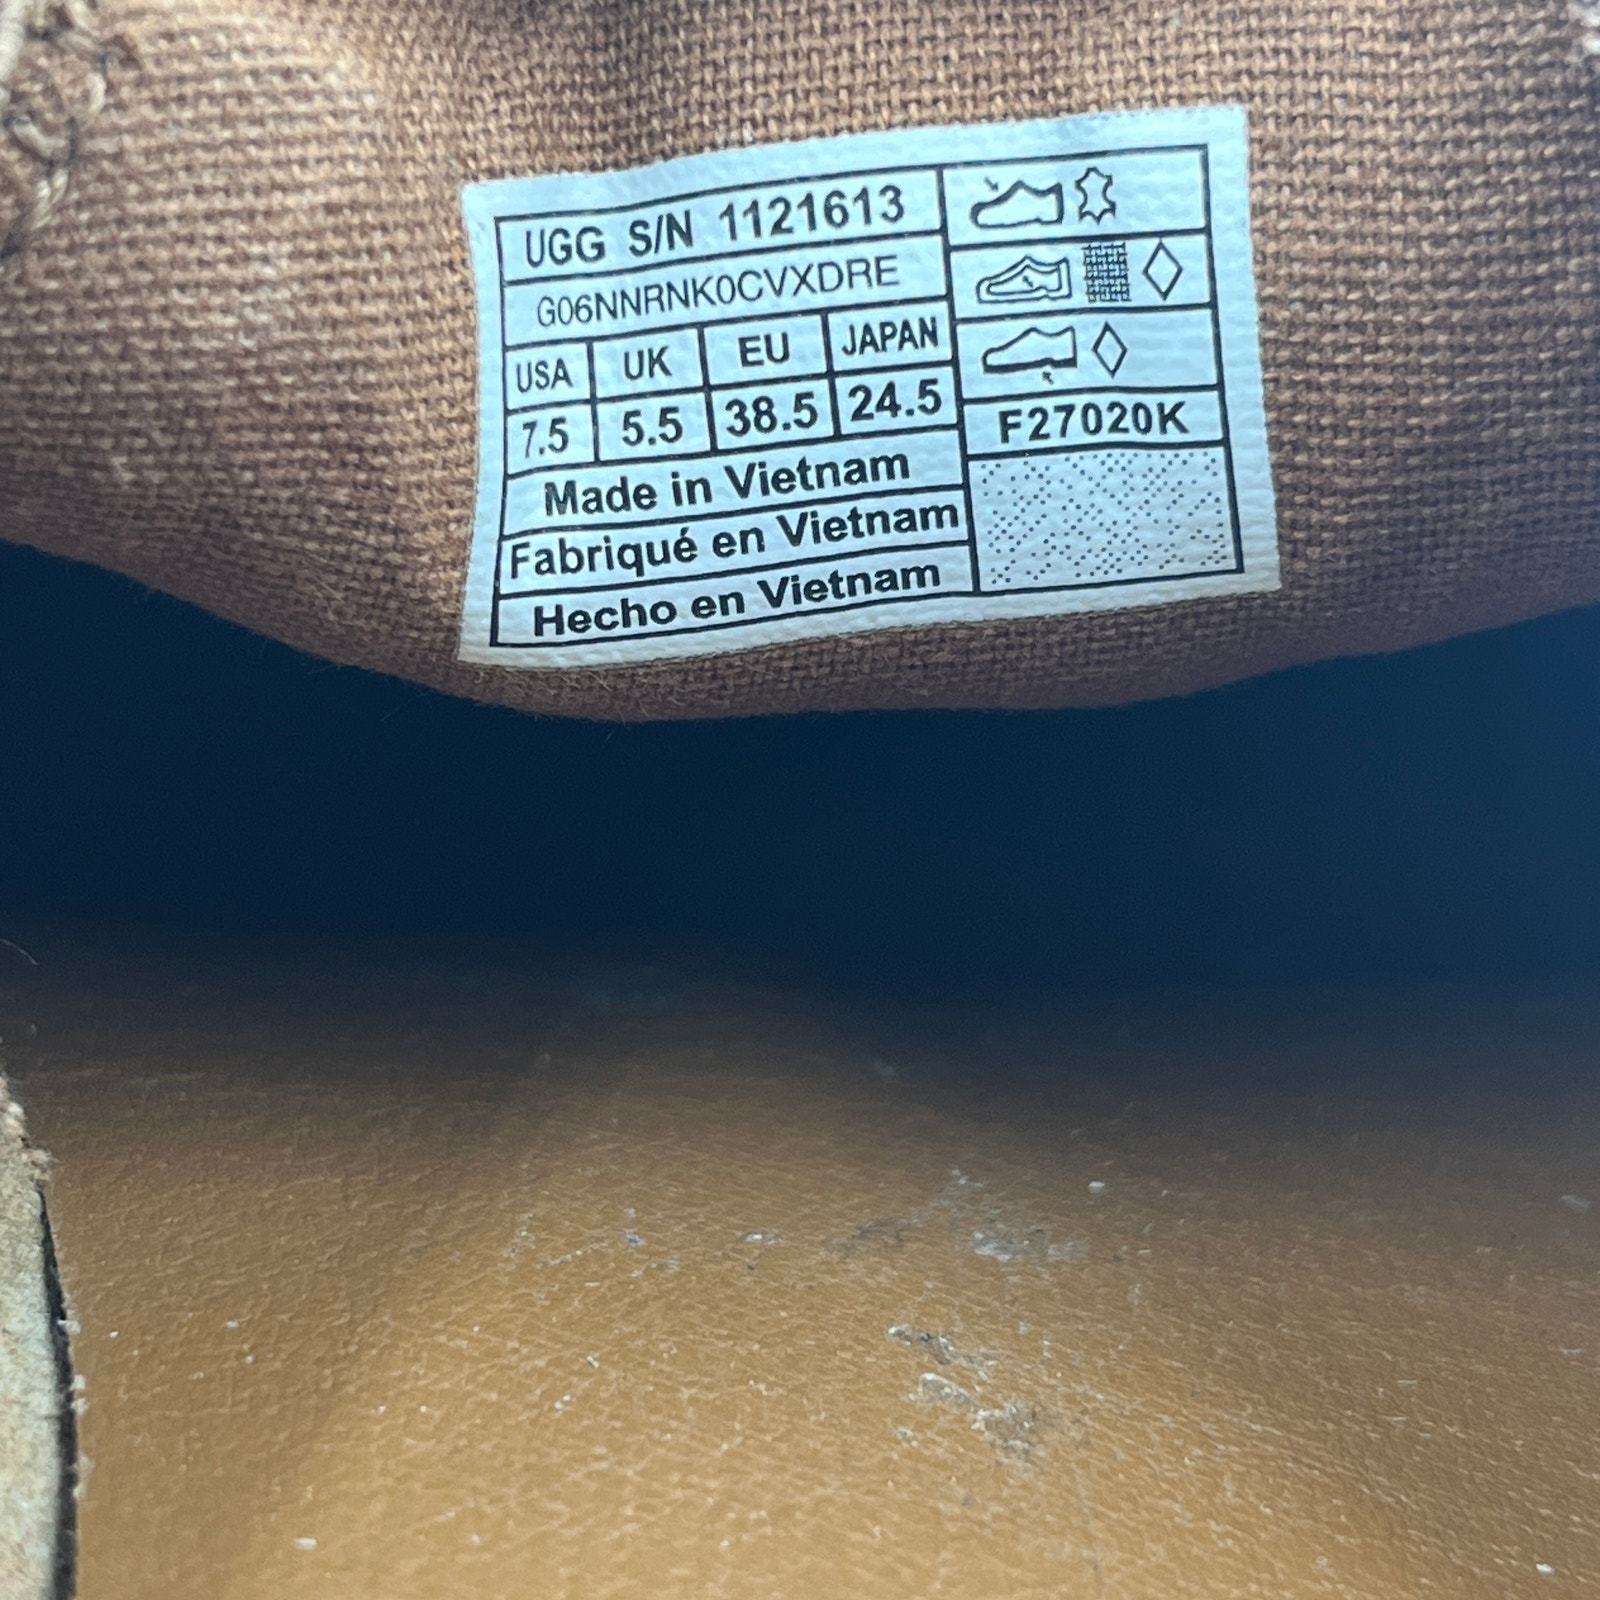 UGG S/N 1121613
G06NNRNK0CVXDRE
USA UK EU JAPAN
7.5 5.5 38.5 24.5
Made in Vietnam
Fabriqué en Vietnam
Hecho en Vietnam
F27020K